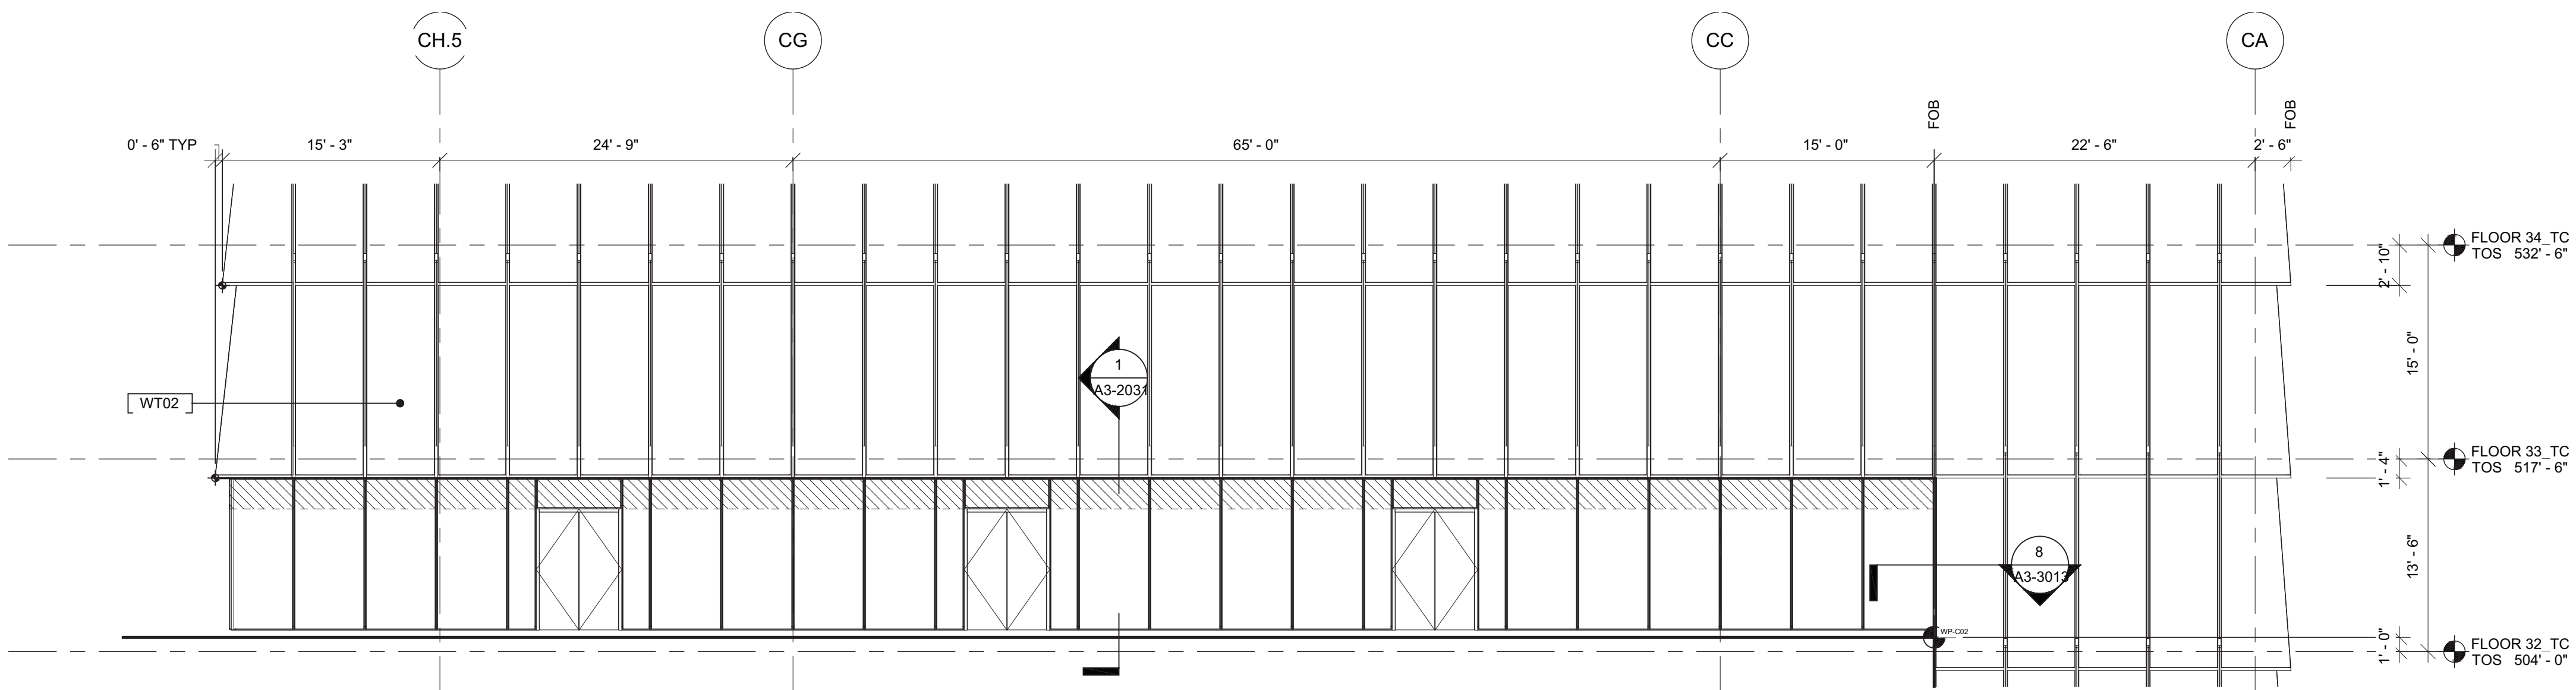 CH.5
CG
CC
CA
FOB
FOB
0' - 6" TYP
15' - 3"
24' - 9"
65' - 0"
15' - 0"
22' - 6"
2' - 6"
FLOOR 34_TC
TOS 532' - 6"
2' - 10"
15' - 0"
1
A3-2031
WT02
FLOOR 33_TC
TOS 517' - 6"
1' - 4"
13' - 6"
8
A3-3013
WP-C02
1' - 0"
FLOOR 32_TC
TOS 504' - 0"